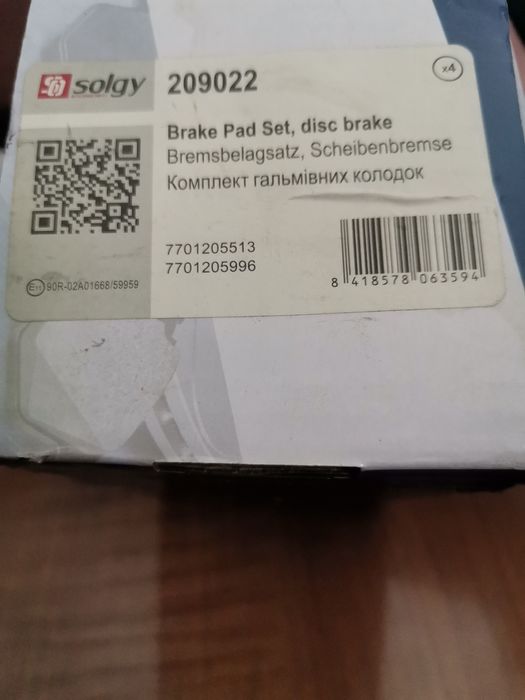 solgy
209022
x4
Brake Pad Set, disc brake
Bremsbelagsatz, Scheibenbremse
Комплект гальмівних колодок
7701205513
7701205996
E11 90R-02A01668/59959
8 418578 063594